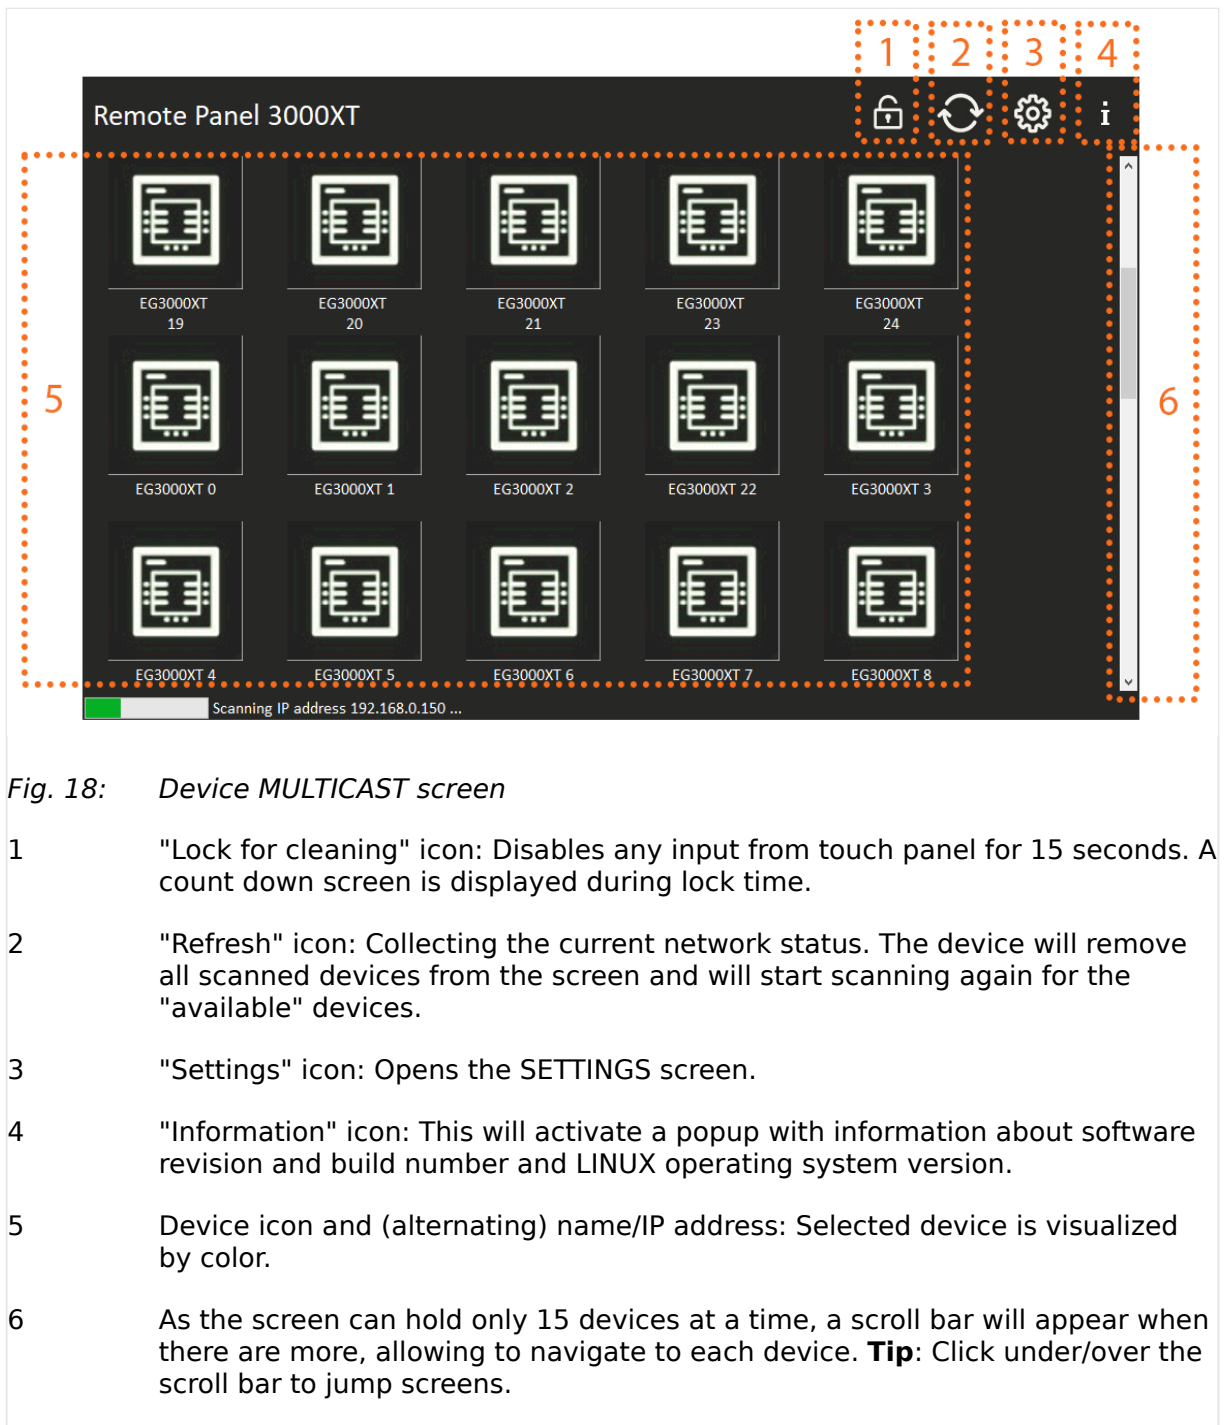 1 2 3 4
Remote Panel 3000XT
i
EG3000XT EG3000XT EG3000XT EG3000XT EG3000XT
19 20 21 23 24
5
6
EG3000XT 0 EG3000XT 1 EG3000XT 2 EG3000XT 22 EG3000XT 3
EG3000XT 4 EG3000XT 5 EG3000XT 6 EG3000XT 7 EG3000XT 8
Scanning IP address 192.168.0.150 ...
Fig. 18: Device MULTICAST screen
1 "Lock for cleaning" icon: Disables any input from touch panel for 15 seconds. A
count down screen is displayed during lock time.
2 "Refresh" icon: Collecting the current network status. The device will remove
all scanned devices from the screen and will start scanning again for the
"available" devices.
3 "Settings" icon: Opens the SETTINGS screen.
4 "Information" icon: This will activate a popup with information about software
revision and build number and LINUX operating system version.
5 Device icon and (alternating) name/IP address: Selected device is visualized
by color.
6 As the screen can hold only 15 devices at a time, a scroll bar will appear when
there are more, allowing to navigate to each device. Tip: Click under/over the
scroll bar to jump screens.